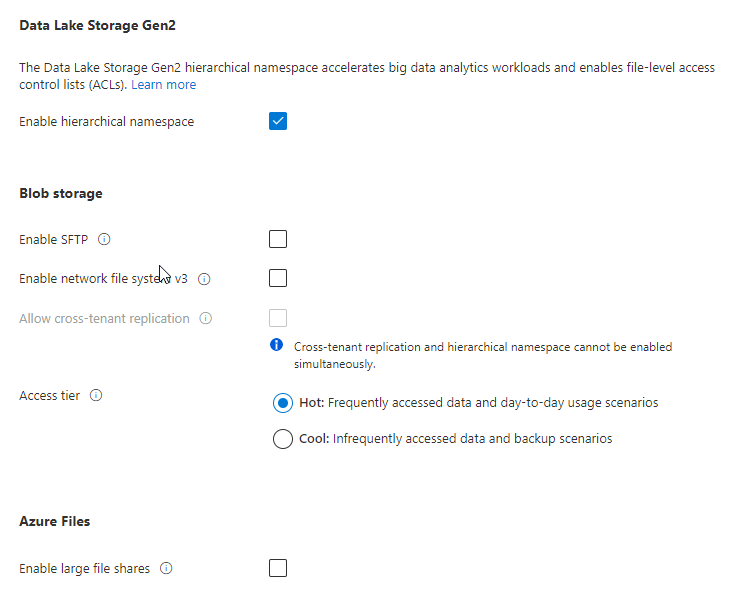 Data Lake Storage Gen2
The Data Lake Storage Gen2 hierarchical namespace accelerates big data analytics workloads and enables file-level access
control lists (ACLs). Learn more
Enable hierarchical namespace
Blob storage
Enable SFTP
Enable network file system v3
Allow cross-tenant replication
Cross-tenant replication and hierarchical namespace cannot be enabled
simultaneously.
Access tier
Hot: Frequently accessed data and day-to-day usage scenarios
Cool: Infrequently accessed data and backup scenarios
Azure Files
Enable large file shares